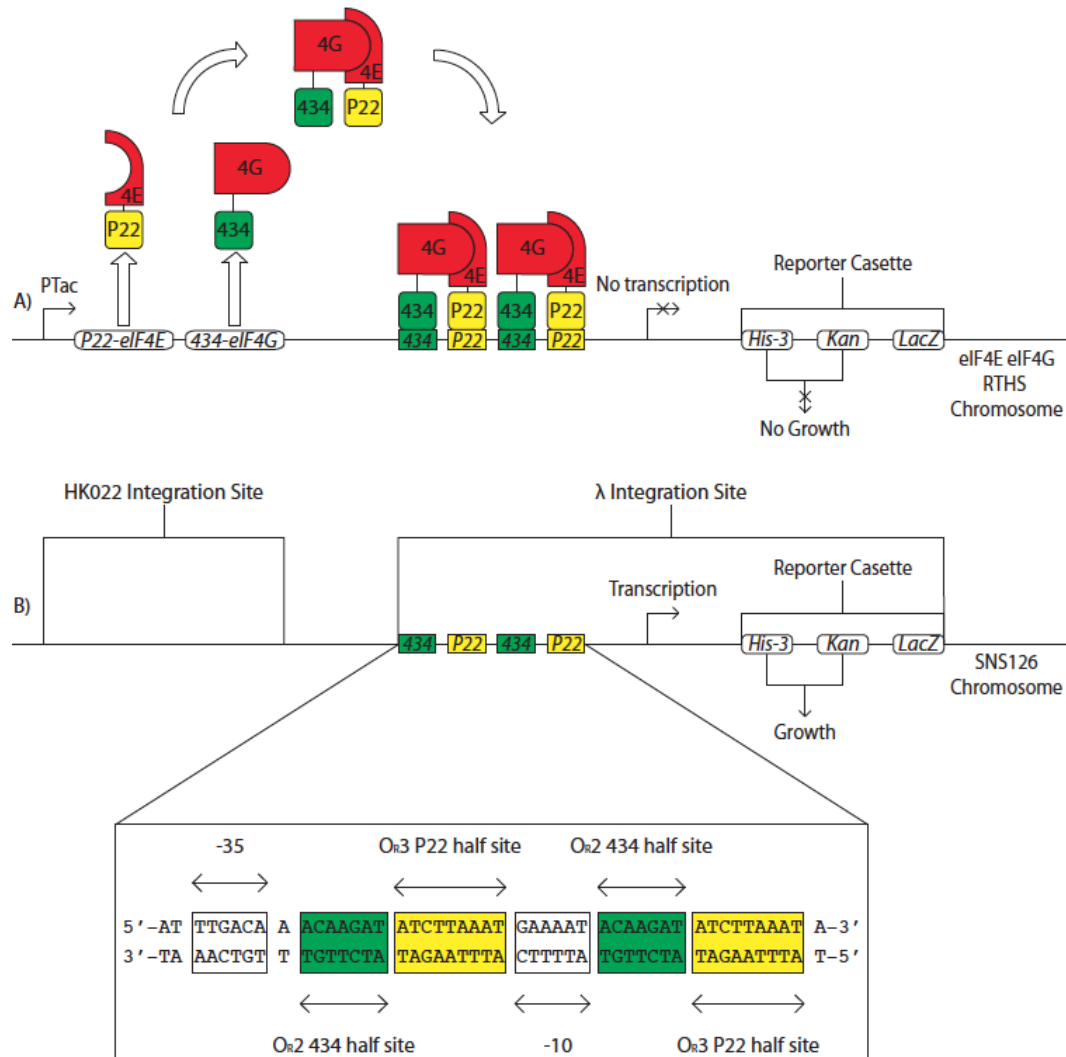 4G
4E
434 P22
4G
4E
P22
434
4G 4G
4E 4E
434 P22 434 P22
A)
PTac
No transcription
Reporter Casette
P22-eIF4E 434-eIF4G
434 P22 434 P22
His-3 Kan LacZ
eIF4E eIF4G
RTHS
Chromosome
No Growth
HK022 Integration Site
λ Integration Site
B)
Transcription
Reporter Casette
434 P22 434 P22
His-3 Kan LacZ
SNS126
Chromosome
Growth
-35 OR3 P22 half site OR2 434 half site
5′-AT TTGACA A ACAAGAT ATCTTAAAT GAAAAT ACAAGAT ATCTTAAAT A-3′
3′-TA AACTGT T TGTTCTA TAGAATTTA CTTTTA TGTTCTA TAGAATTTA T-5′
OR2 434 half site -10 OR3 P22 half site